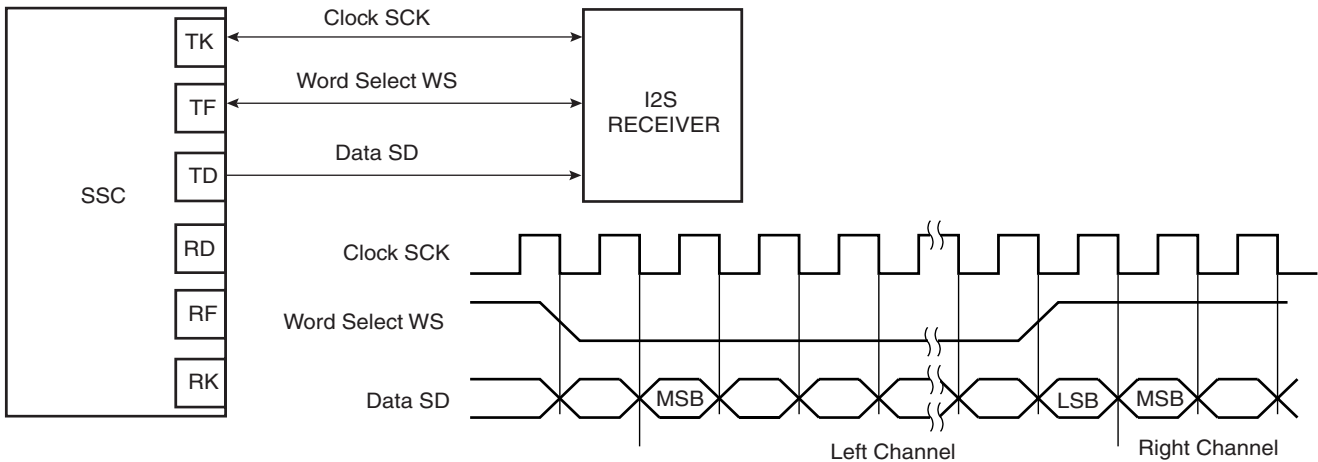 SSC
TK
TF
TD
RD
RF
RK
Clock SCK
Word Select WS
Data SD
I2S
RECEIVER
Clock SCK
Word Select WS
Data SD
MSB
LSB
MSB
Left Channel
Right Channel